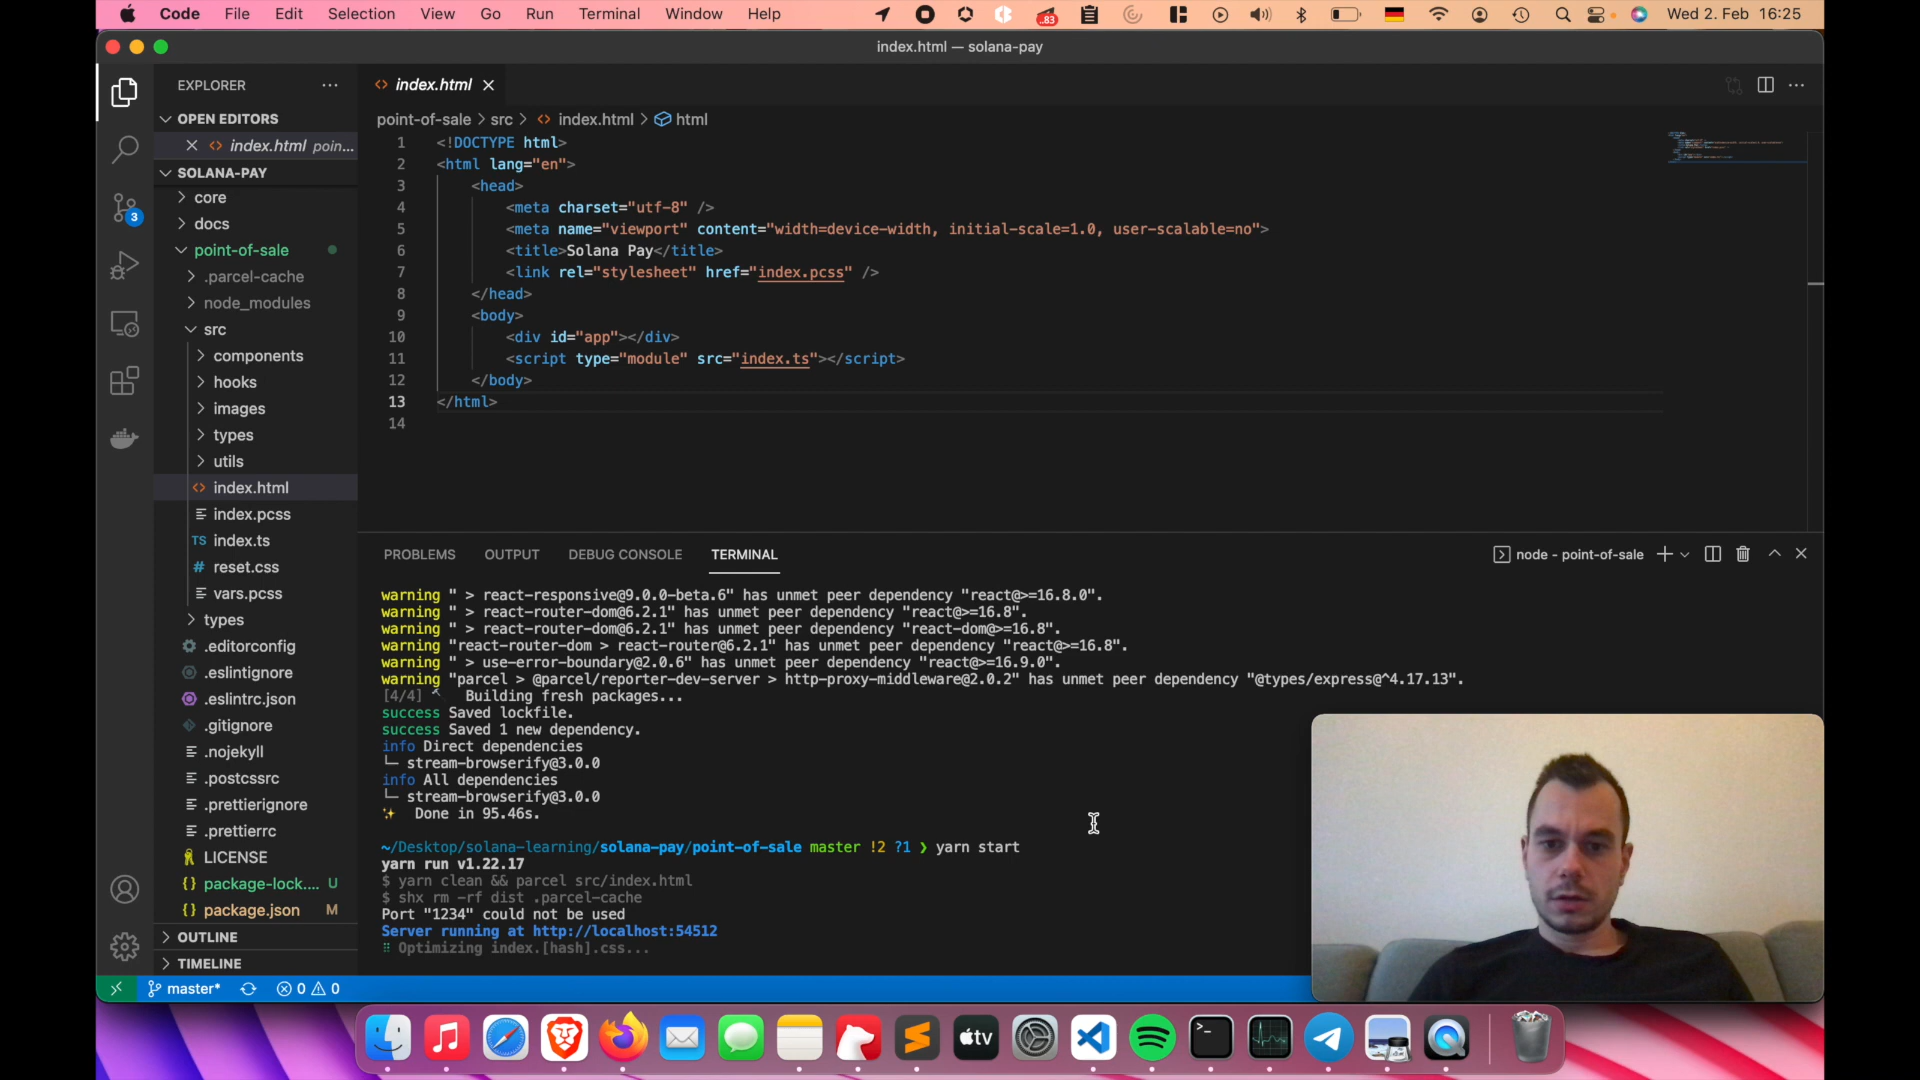 Code File Edit Selection View Go Run Terminal Window Help
..83
Wed 2. Feb 16:25
index.html — solana-pay
EXPLORER
OPEN EDITORS
index.html poin...
SOLANA-PAY
core
docs
point-of-sale
.parcel-cache
node_modules
src
components
hooks
images
types
utils
index.html
index.pcss
TS index.ts
# reset.css
vars.pcss
types
.editorconfig
.eslintignore
.eslintrc.json
.gitignore
.nojekyll
.postcssrc
.prettierignore
.prettierrc
LICENSE
{} package-lock.... U
{} package.json M
OUTLINE
TIMELINE
3
index.html
point-of-sale > src > index.html > html
1 <!DOCTYPE html>
2 <html lang="en">
3 <head>
4 <meta charset="utf-8" />
5 <meta name="viewport" content="width=device-width, initial-scale=1.0, user-scalable=no">
6 <title>Solana Pay</title>
7 <link rel="stylesheet" href="index.pcss" />
8 </head>
9 <body>
10 <div id="app"></div>
11 <script type="module" src="index.ts"></script>
12 </body>
13 </html>
14
PROBLEMS OUTPUT DEBUG CONSOLE TERMINAL
node - point-of-sale
warning " > react-responsive@9.0.0-beta.6" has unmet peer dependency "react@>=16.8.0".
warning " > react-router-dom@6.2.1" has unmet peer dependency "react@>=16.8".
warning " > react-router-dom@6.2.1" has unmet peer dependency "react-dom@>=16.8".
warning "react-router-dom > react-router@6.2.1" has unmet peer dependency "react@>=16.8".
warning " > use-error-boundary@2.0.6" has unmet peer dependency "react@>=16.9.0".
warning "parcel > @parcel/reporter-dev-server > http-proxy-middleware@2.0.2" has unmet peer dependency "@types/express@^4.17.13".
[4/4] Building fresh packages...
success Saved lockfile.
success Saved 1 new dependency.
info Direct dependencies
└─ stream-browserify@3.0.0
info All dependencies
└─ stream-browserify@3.0.0
✨ Done in 95.46s.
~/Desktop/solana-learning/solana-pay/point-of-sale master !2 ?1 ❯ yarn start
yarn run v1.22.17
$ yarn clean && parcel src/index.html
$ shx rm -rf dist .parcel-cache
Port "1234" could not be used
Server running at http://localhost:54512
Optimizing index.[hash].css...
master* 0 0
tv